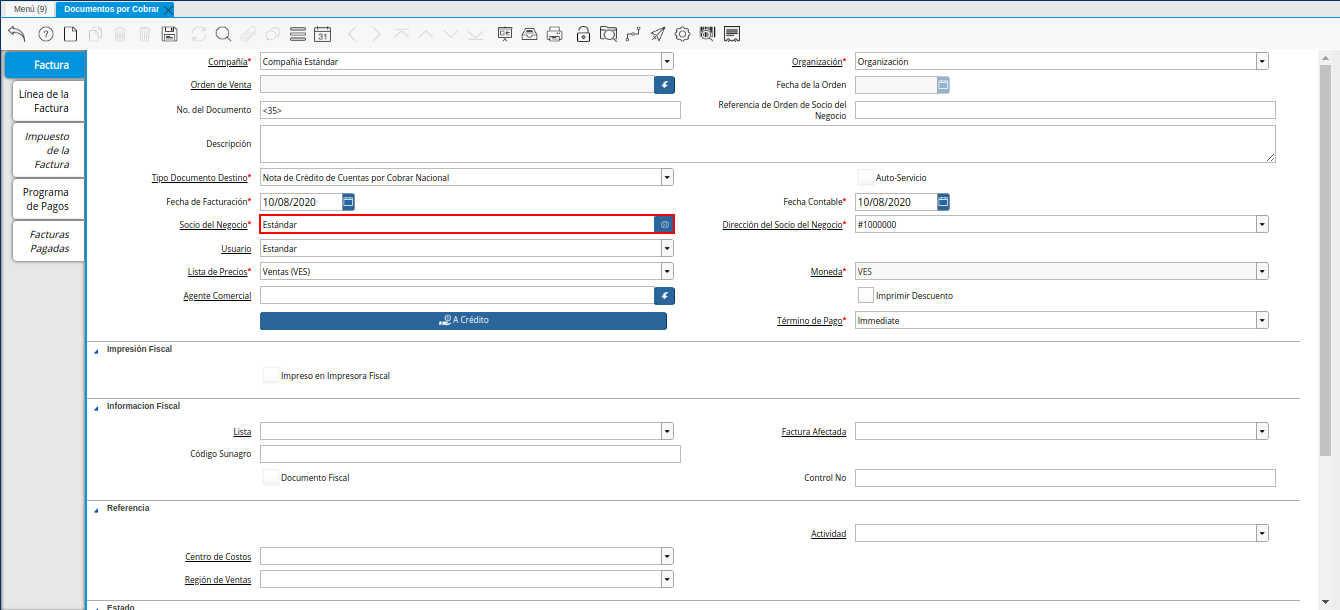 Menú (9) Documentos por Cobrar
31
Factura
Línea de la
Factura
Impuesto
de la
Factura
Programa
de Pagos
Facturas
Pagadas
Compañía* Compañía Estándar Organización* Organización
Orden de Venta Fecha de la Orden
No. del Documento <35> Referencia de Orden de Socio del
Negocio
Descripción
Tipo Documento Destino* Nota de Crédito de Cuentas por Cobrar Nacional Auto-Servicio
Fecha de Facturación* 10/08/2020 Fecha Contable* 10/08/2020
Socio del Negocio* Estándar Dirección del Socio del Negocio* #1000000
Usuario Estandar
Lista de Precios* Ventas (VES) Moneda* VES
Agente Comercial Imprimir Descuento
A Crédito Término de Pago* Immediate
Impresión Fiscal
Impreso en Impresora Fiscal
Informacion Fiscal
Lista Factura Afectada
Código Sunagro
Documento Fiscal Control No
Referencia
Actividad
Centro de Costos
Región de Ventas
Estado